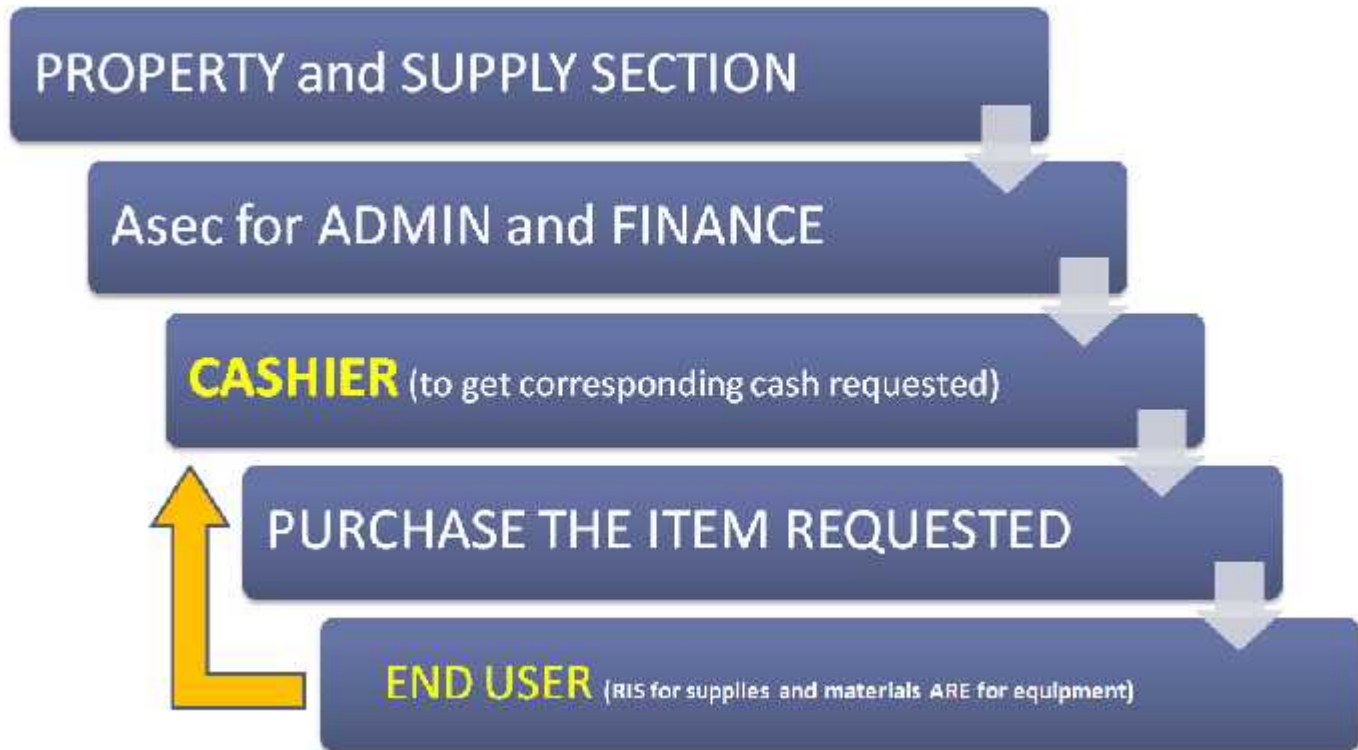 PROPERTY and SUPPLY SECTION
Asec for ADMIN and FINANCE
CASHIER (to get corresponding cash requested)
PURCHASE THE ITEM REQUESTED
END USER (RIS for supplies and materials ARE for equipment)